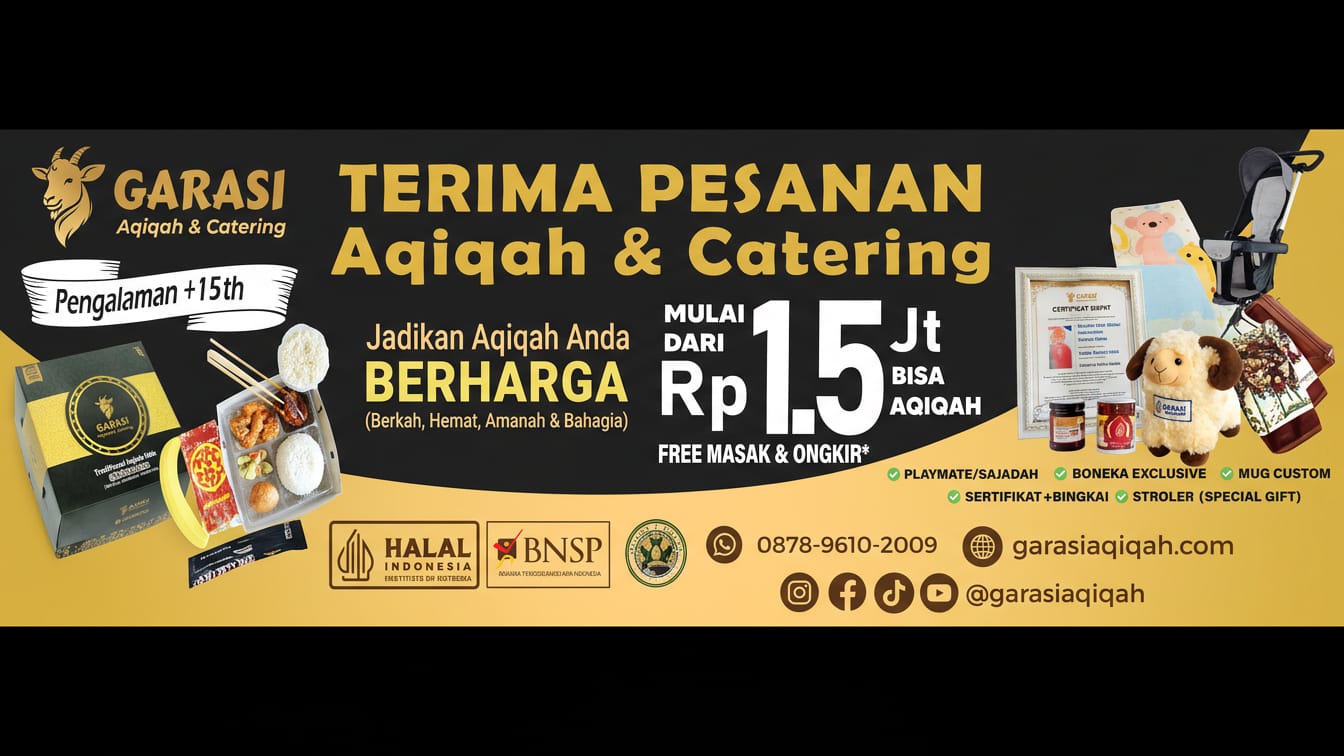 GARASI
Aqiqah & Catering
Pengalaman +15th
TERIMA PESANAN
Aqiqah & Catering
Jadikan Aqiqah Anda
BERHARGA
(Berkah, Hemat, Amanah & Bahagia)
MULAI
DARI
Rp 1.5 Jt
BISA
AQIQAH
FREE MASAK & ONGKIR*
GARASI
GARASI
PLAYMATE/SAJADAH
BONEKA EXCLUSIVE
MUG CUSTOM
SERTIFIKAT+BINGKAI
STROLER (SPECIAL GIFT)
HALAL
INDONESIA
BNSP
0878-9610-2009
garasiaqiqah.com
@garasiaqiqah